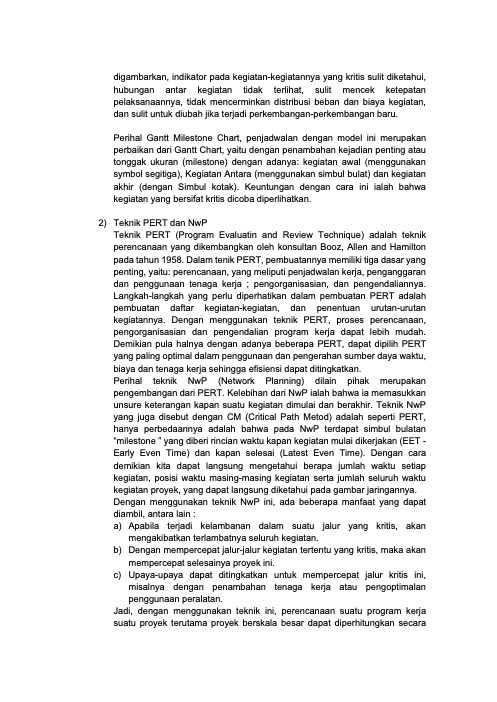 digambarkan, indikator pada kegiatan-kegiatannya yang kritis sulit diketahui,
hubungan antar kegiatan tidak terlihat, sulit mencek ketepatan
pelaksanaannya, tidak mencerminkan distribusi beban dan biaya kegiatan,
dan sulit untuk diubah jika terjadi perkembangan-perkembangan baru.
Perihal Gantt Milestone Chart, penjadwalan dengan model ini merupakan
perbaikan dari Gantt Chart, yaitu dengan penambahan kejadian penting atau
tonggak ukuran (milestone) dengan adanya: kegiatan awal (menggunakan
symbol segitiga), Kegiatan Antara (menggunakan simbul bulat) dan kegiatan
akhir (dengan Simbul kotak). Keuntungan dengan cara ini ialah bahwa
kegiatan yang bersifat kritis dicoba diperlihatkan.
2) Teknik PERT dan NwP
Teknik PERT (Program Evaluatin and Review Technique) adalah teknik
perencanaan yang dikembangkan oleh konsultan Booz, Allen and Hamilton
pada tahun 1958. Dalam tenik PERT, pembuatannya memiliki tiga dasar yang
penting, yaitu: perencanaan, yang meliputi penjadwalan kerja, penganggaran
dan penggunaan tenaga kerja ; pengorganisasian, dan pengendaliannya.
Langkah-langkah yang perlu diperhatikan dalam pembuatan PERT adalah
pembuatan daftar kegiatan-kegiatan, dan penentuan urutan-urutan
kegiatannya. Dengan menggunakan teknik PERT, proses perencanaan,
pengorganisasian dan pengendalian program kerja dapat lebih mudah.
Demikian pula halnya dengan adanya beberapa PERT, dapat dipilih PERT
yang paling optimal dalam penggunaan dan pengerahan sumber daya waktu,
biaya dan tenaga kerja sehingga efisiensi dapat ditingkatkan.
Perihal teknik NwP (Network Planning) dilain pihak merupakan
pengembangan dari PERT. Kelebihan dari NwP ialah bahwa ia memasukkan
unsure keterangan kapan suatu kegiatan dimulai dan berakhir. Teknik NwP
yang juga disebut dengan CM (Critical Path Metod) adalah seperti PERT,
hanya perbedaannya adalah bahwa pada NwP terdapat simbul bulatan
“milestone ” yang diberi rincian waktu kapan kegiatan mulai dikerjakan (EET -
Early Even Time) dan kapan selesai (Latest Even Time). Dengan cara
demikian kita dapat langsung mengetahui berapa jumlah waktu setiap
kegiatan, posisi waktu masing-masing kegiatan serta jumlah seluruh waktu
kegiatan proyek, yang dapat langsung diketahui pada gambar jaringannya.
Dengan menggunakan teknik NwP ini, ada beberapa manfaat yang dapat
diambil, antara lain :
a) Apabila terjadi kelambanan dalam suatu jalur yang kritis, akan
mengakibatkan terlambatnya seluruh kegiatan.
b) Dengan mempercepat jalur-jalur kegiatan tertentu yang kritis, maka akan
mempercepat selesainya proyek ini.
c) Upaya-upaya dapat ditingkatkan untuk mempercepat jalur kritis ini,
misalnya dengan penambahan tenaga kerja atau pengoptimalan
penggunaan peralatan.
Jadi, dengan menggunakan teknik ini, perencanaan suatu program kerja
suatu proyek terutama proyek berskala besar dapat diperhitungkan secara